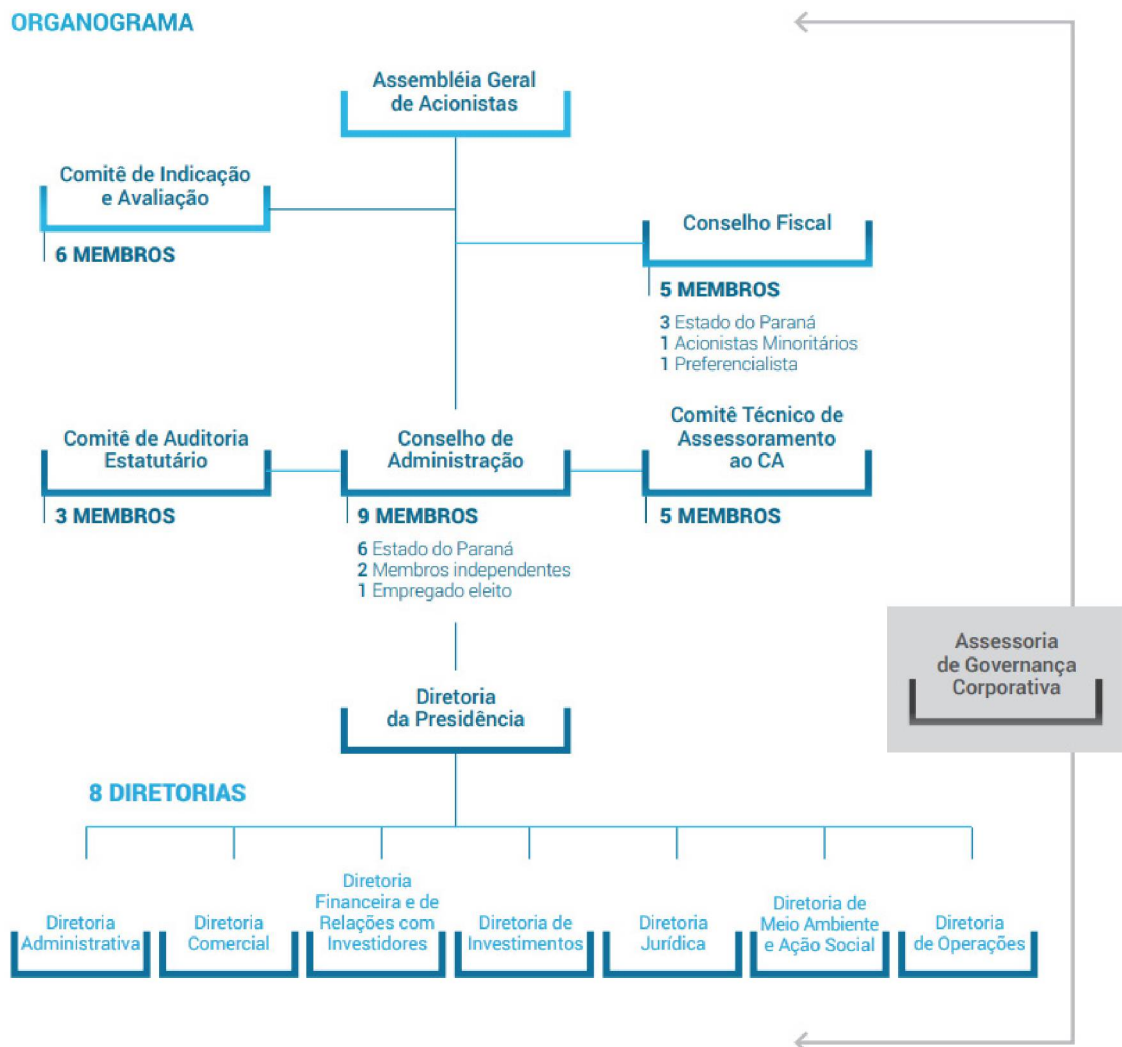 ORGANOGRAMA
Assembléia Geral
de Acionistas
Comitê de Indicação
e Avaliação
6 MEMBROS
Conselho Fiscal
5 MEMBROS
3 Estado do Paraná
1 Acionistas Minoritários
1 Preferencialista
Comitê de Auditoria
Estatutário
3 MEMBROS
Conselho de
Administração
9 MEMBROS
6 Estado do Paraná
2 Membros independentes
1 Empregado eleito
Comitê Técnico de
Assessoramento
ao CA
5 MEMBROS
Assessoria
de Governança
Corporativa
Diretoria
da Presidência
8 DIRETORIAS
Diretoria
Administrativa
Diretoria
Comercial
Diretoria
Financeira e de
Relações com
Investidores
Diretoria de
Investimentos
Diretoria
Jurídica
Diretoria de
Meio Ambiente
e Ação Social
Diretoria
de Operações